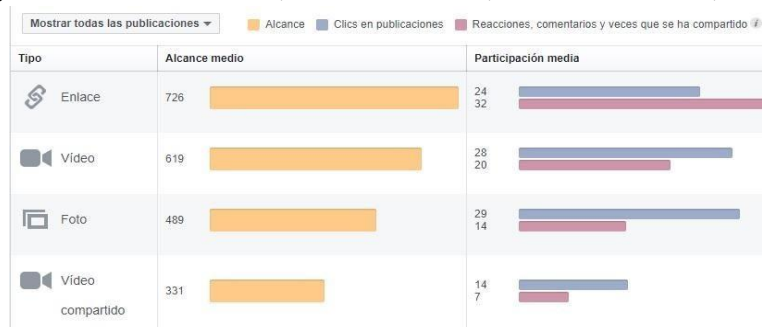 Mostrar todas las publicaciones Alcance Clics en publicaciones Reacciones, comentarios y veces que se ha compartido i
Tipo Alcance medio Participación media
Enlace 726 24
32
Vídeo 619 28
20
Foto 489 29
14
Vídeo
compartido 331 14
7